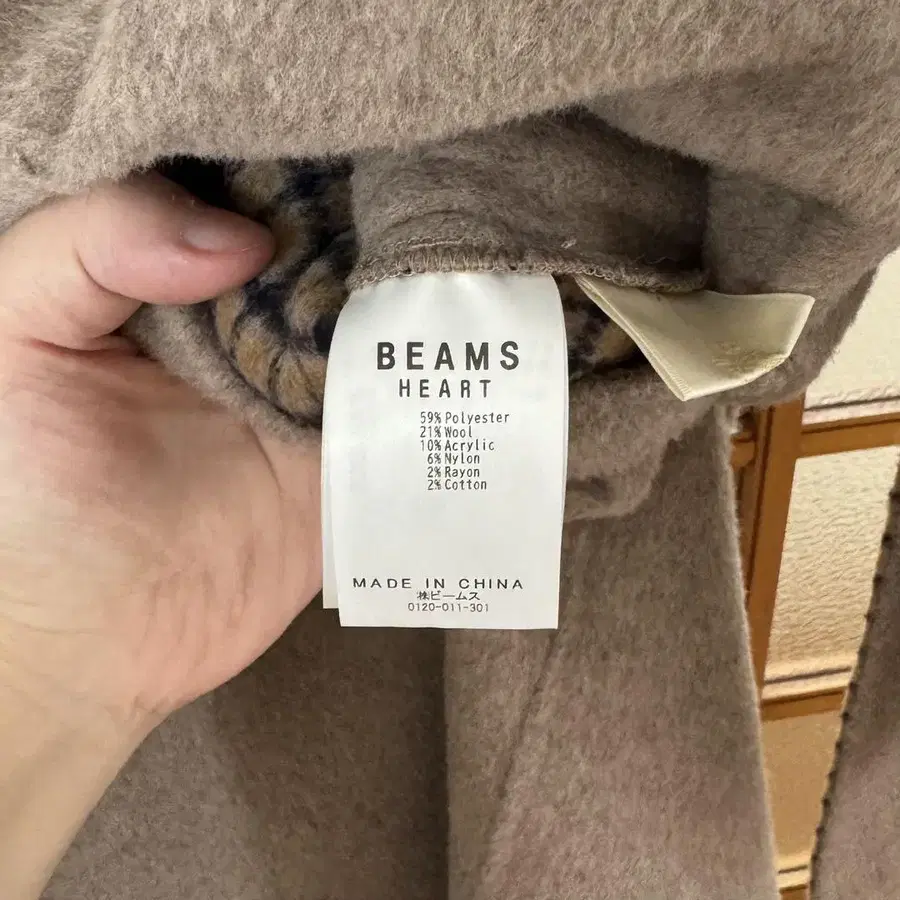 BEAMS
HEART
59% Polyester
21% Wool
10% Acrylic
6% Nylon
2% Rayon
2% Cotton
MADE IN CHINA
㈱ビームス
0120-011-301